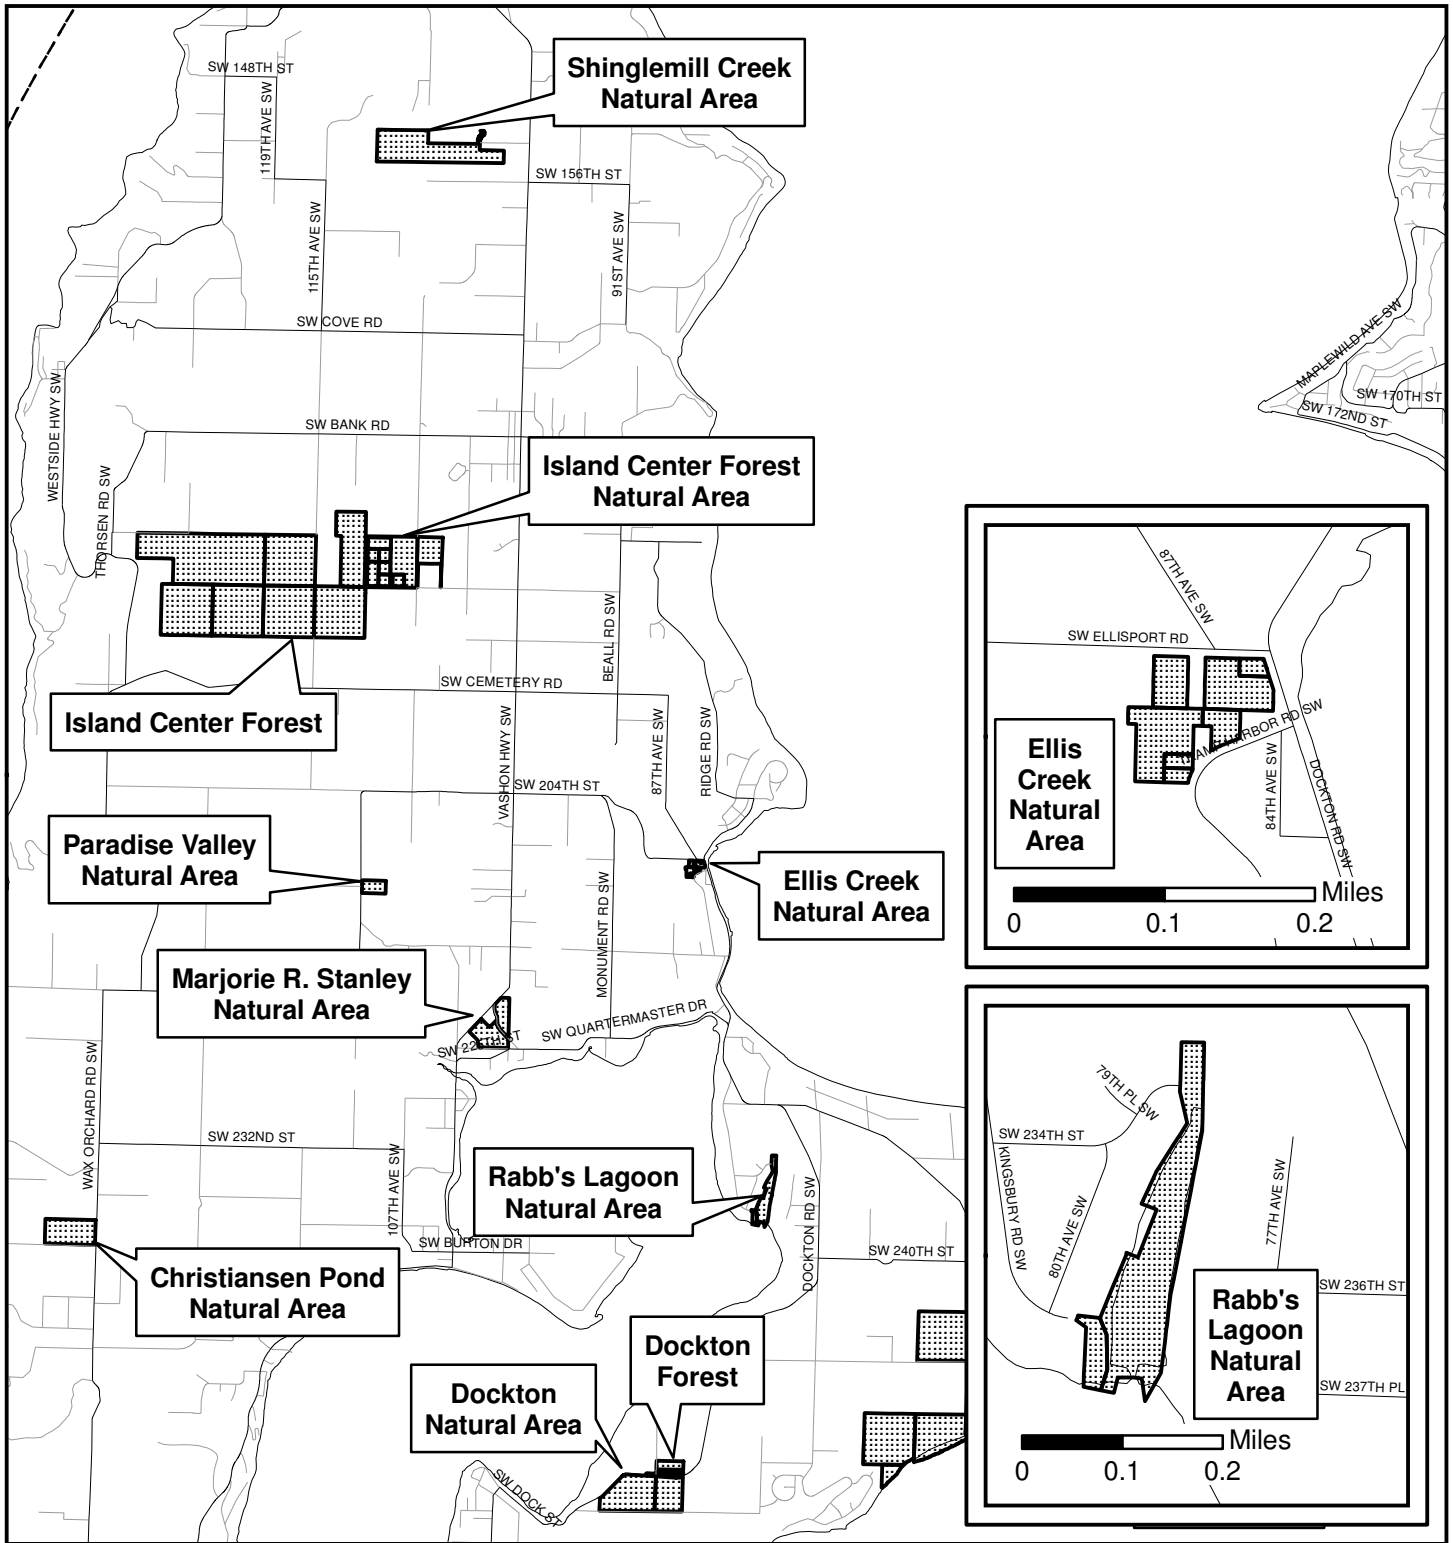 SW 148TH ST
119TH AVE SW
Shinglemill Creek
Natural Area
SW 156TH ST
115TH AVE SW
91ST AVE SW
SW COVE RD
MAPLEWILD AVE SW
SW 170TH ST
SW 172ND ST
WESTSIDE HWY SW
SW BANK RD
THORSEN RD SW
Island Center Forest
Natural Area
BEALL RD SW
SW CEMETERY RD
Island Center Forest
VASHON HWY SW
87TH AVE SW
RIDGE RD SW
SW 204TH ST
Paradise Valley
Natural Area
Ellis Creek
Natural Area
MONUMENT RD SW
Marjorie R. Stanley
Natural Area
SW QUARTERMASTER DR
WAX ORCHARD RD SW
SW 232ND ST
107TH AVE SW
Rabb's Lagoon
Natural Area
DOCKTON RD SW
SW BURTON DR
SW 240TH ST
Christiansen Pond
Natural Area
Dockton
Forest
Dockton
Natural Area
SW DOCK ST
87TH AVE SW
SW ELLISPORT RD
HARBOR RD SW
84TH AVE SW
DOCKTON RD SW
Ellis
Creek
Natural
Area
Miles
0 0.1 0.2
79TH PL SW
SW 234TH ST
KINGSBURY RD SW
80TH AVE SW
77TH AVE SW
SW 236TH ST
SW 237TH PL
Rabb's
Lagoon
Natural
Area
Miles
0 0.1 0.2